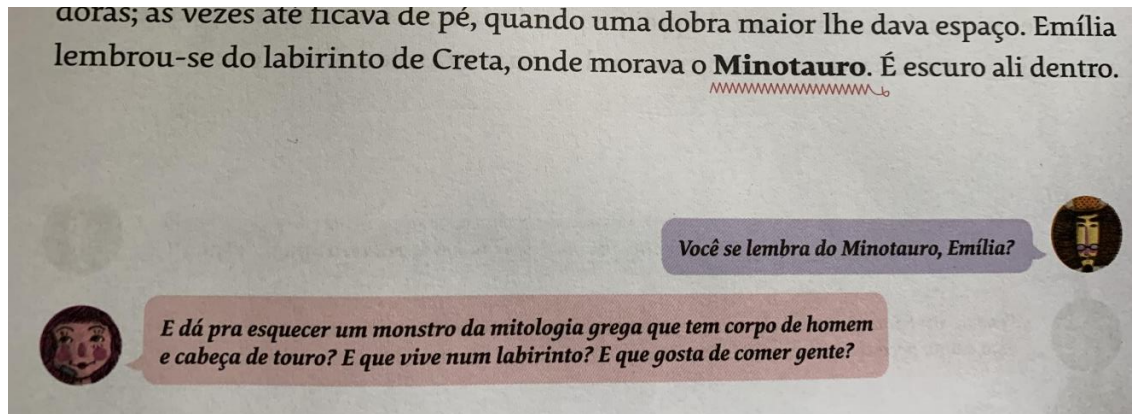 doras; às vezes até ficava de pé, quando uma dobra maior lhe dava espaço. Emília
lembrou-se do labirinto de Creta, onde morava o Minotauro. É escuro ali dentro.
Você se lembra do Minotauro, Emília?
E dá pra esquecer um monstro da mitologia grega que tem corpo de homem
e cabeça de touro? E que vive num labirinto? E que gosta de comer gente?